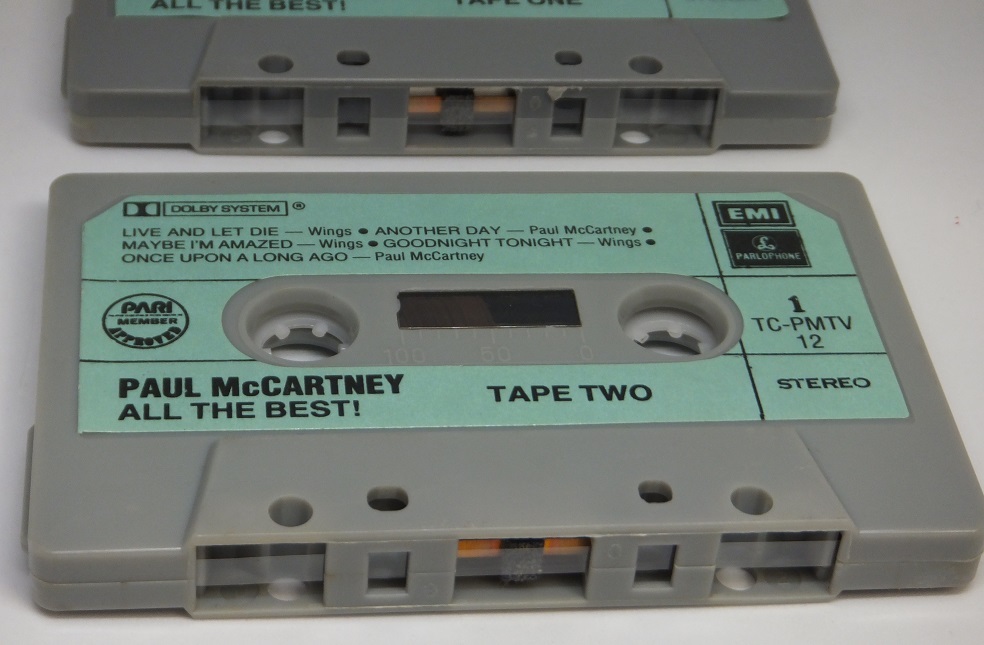 ALL THE BEST! TAPE ONE
DOLBY SYSTEM ®
LIVE AND LET DIE — Wings ● ANOTHER DAY — Paul McCartney ●
MAYBE I'M AMAZED — Wings ● GOODNIGHT TONIGHT — Wings ●
ONCE UPON A LONG AGO — Paul McCartney
EMI
£
PARLOPHONE
PARI
MEMBER
APPROVED
1
TC-PMTV
12
100 50 0
PAUL McCARTNEY
ALL THE BEST!
TAPE TWO
STEREO